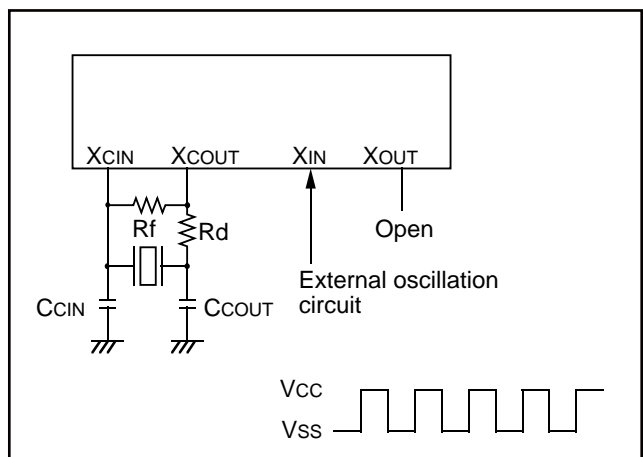 XCIN XCOUT XIN XOUT
Rf
Rd
Open
External oscillation
circuit
CCIN
CCOUT
VCC
VSS